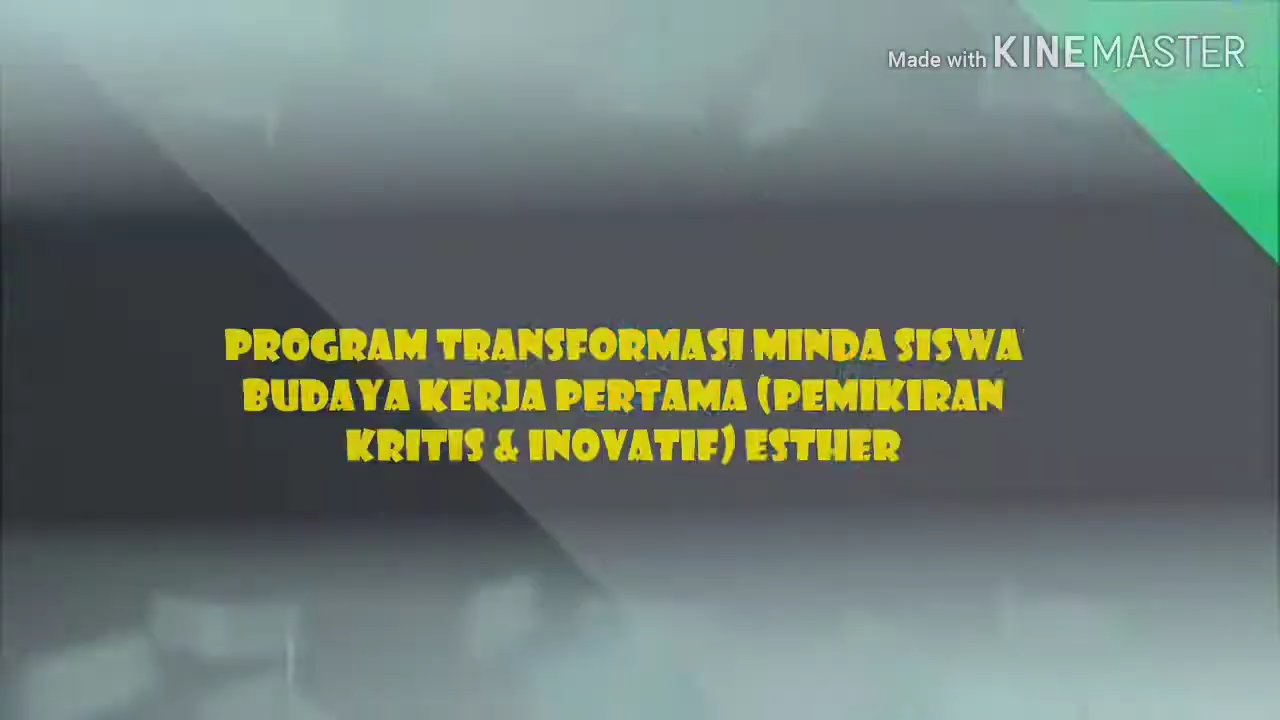 Made with KINEMASTER
PROGRAM TRANSFORMASI MINDA SISWA
BUDAYA KERJA PERTAMA (PEMIKIRAN
KRITIS & INOVATIF) ESTHER